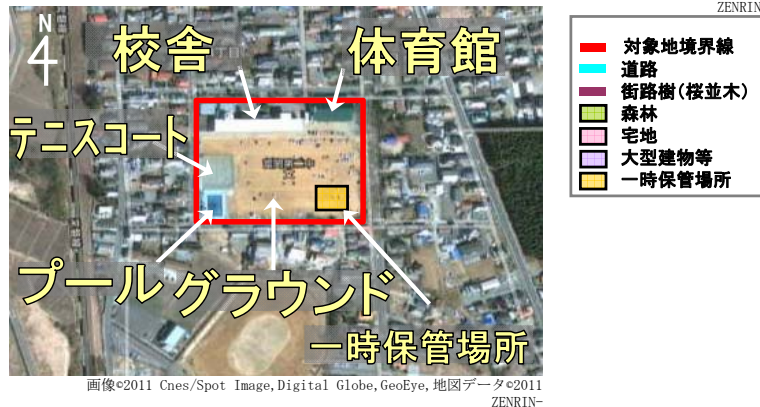 ZENRIN
N
4
校舎
体育館
テニスコート
プール
グラウンド
一時保管場所
対象地境界線
道路
街路樹(桜並木)
森林
宅地
大型建物等
一時保管場所
画像©2011 Cnes/Spot Image,Digital Globe,GeoEye,地図データ©2011
ZENRIN-